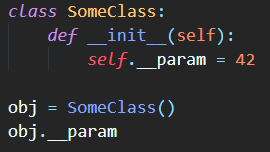 class SomeClass:
    def __init__(self):
        self.__param = 42

obj = SomeClass()
obj.__param